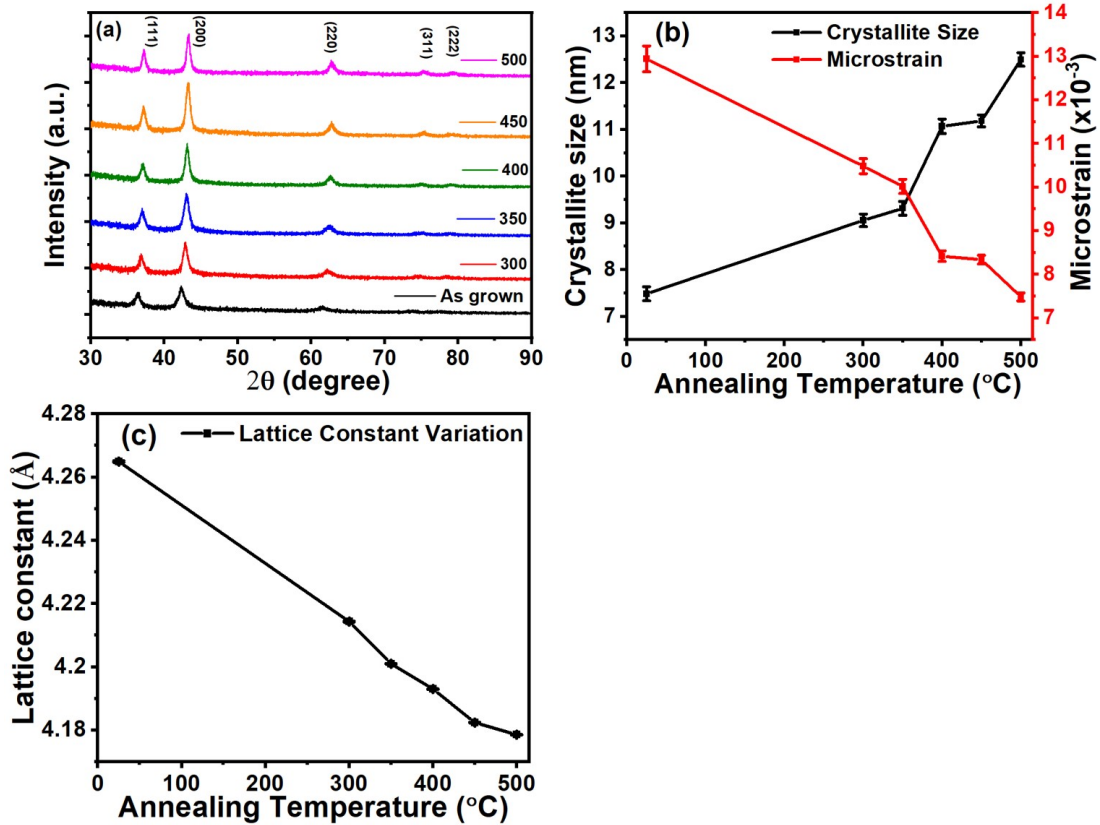 (a)
(111)
(200)
(220)
(311)
(222)
500
450
400
350
300
As grown
Intensity (a.u.)
30 40 50 60 70 80 90
2θ (degree)
(b)
Crystallite Size
Microstrain
13
12
11
10
9
8
7
Crystallite size (nm)
14
13
12
11
10
9
8
7
Microstrain (x10⁻³)
0 100 200 300 400 500
Annealing Temperature (°C)
(c)
Lattice Constant Variation
4.28
4.26
4.24
4.22
4.2
4.18
Lattice constant (Å)
0 100 200 300 400 500
Annealing Temperature (°C)